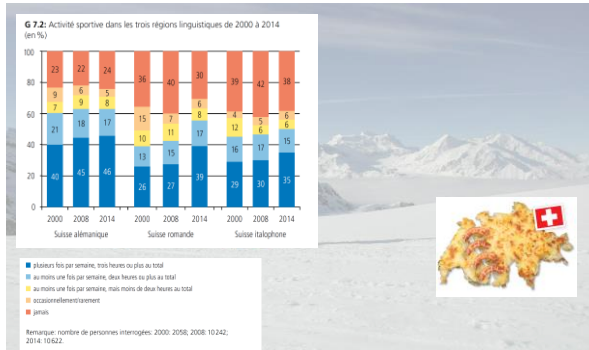 G 7.2: Activité sportive dans les trois régions linguistiques de 2000 à 2014
(en %)
100
80
60
40
20
0
23 22 24 36 40 30 39 42 38
9 6 5 15 7 6 4 5 6
7 9 8 10 11 8 12 6 6
21 18 17 13 15 17 16 17 15
40 45 46 26 27 39 29 30 35
2000 2008 2014 2000 2008 2014 2000 2008 2014
Suisse alémanique Suisse romande Suisse italophone
plusieurs fois par semaine, trois heures ou plus au total
au moins une fois par semaine, deux heures ou plus au total
au moins une fois par semaine, mais moins de deux heures au total
occasionnellement/rarement
jamais
Remarque: nombre de personnes interrogées: 2000: 2058; 2008: 10 242;
2014: 10 622.